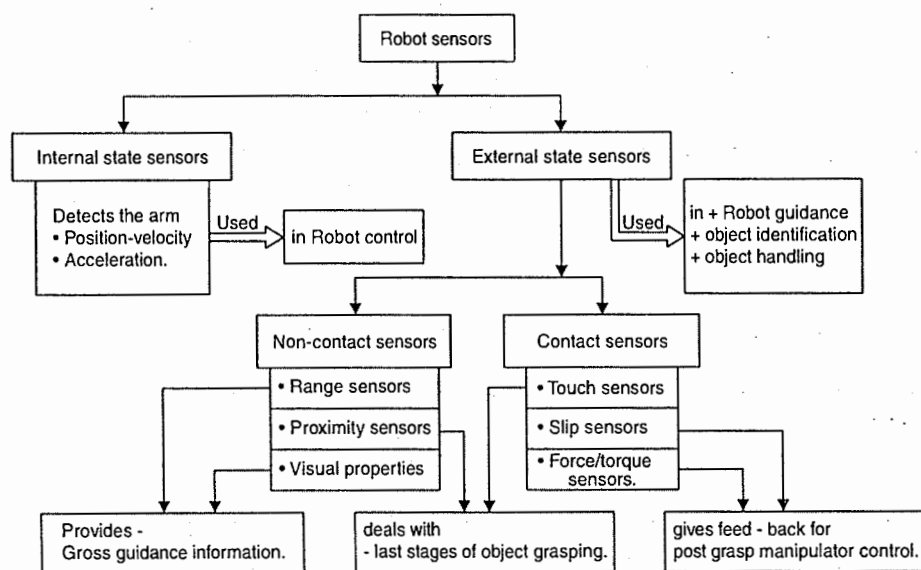 Robot sensors
Internal state sensors
External state sensors
Detects the arm
• Position-velocity
• Acceleration.
Used
in Robot control
Used
in + Robot guidance
+ object identification
+ object handling
Non-contact sensors
• Range sensors
• Proximity sensors
• Visual properties
Contact sensors
• Touch sensors
• Slip sensors
• Force/torque
sensors.
Provides -
Gross guidance information.
deals with
- last stages of object grasping.
gives feed - back for
post grasp manipulator control.